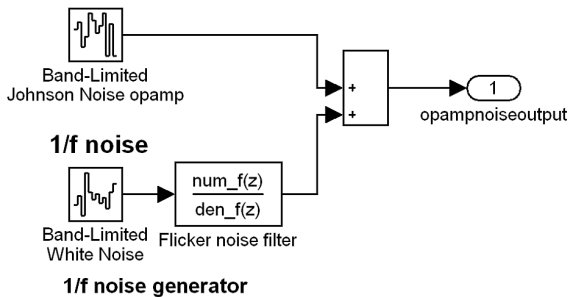 Band-Limited
Johnson Noise opamp
+
+
1
opampnoiseoutput
1/f noise
num_f(z)
den_f(z)
Band-Limited
White Noise
Flicker noise filter
1/f noise generator